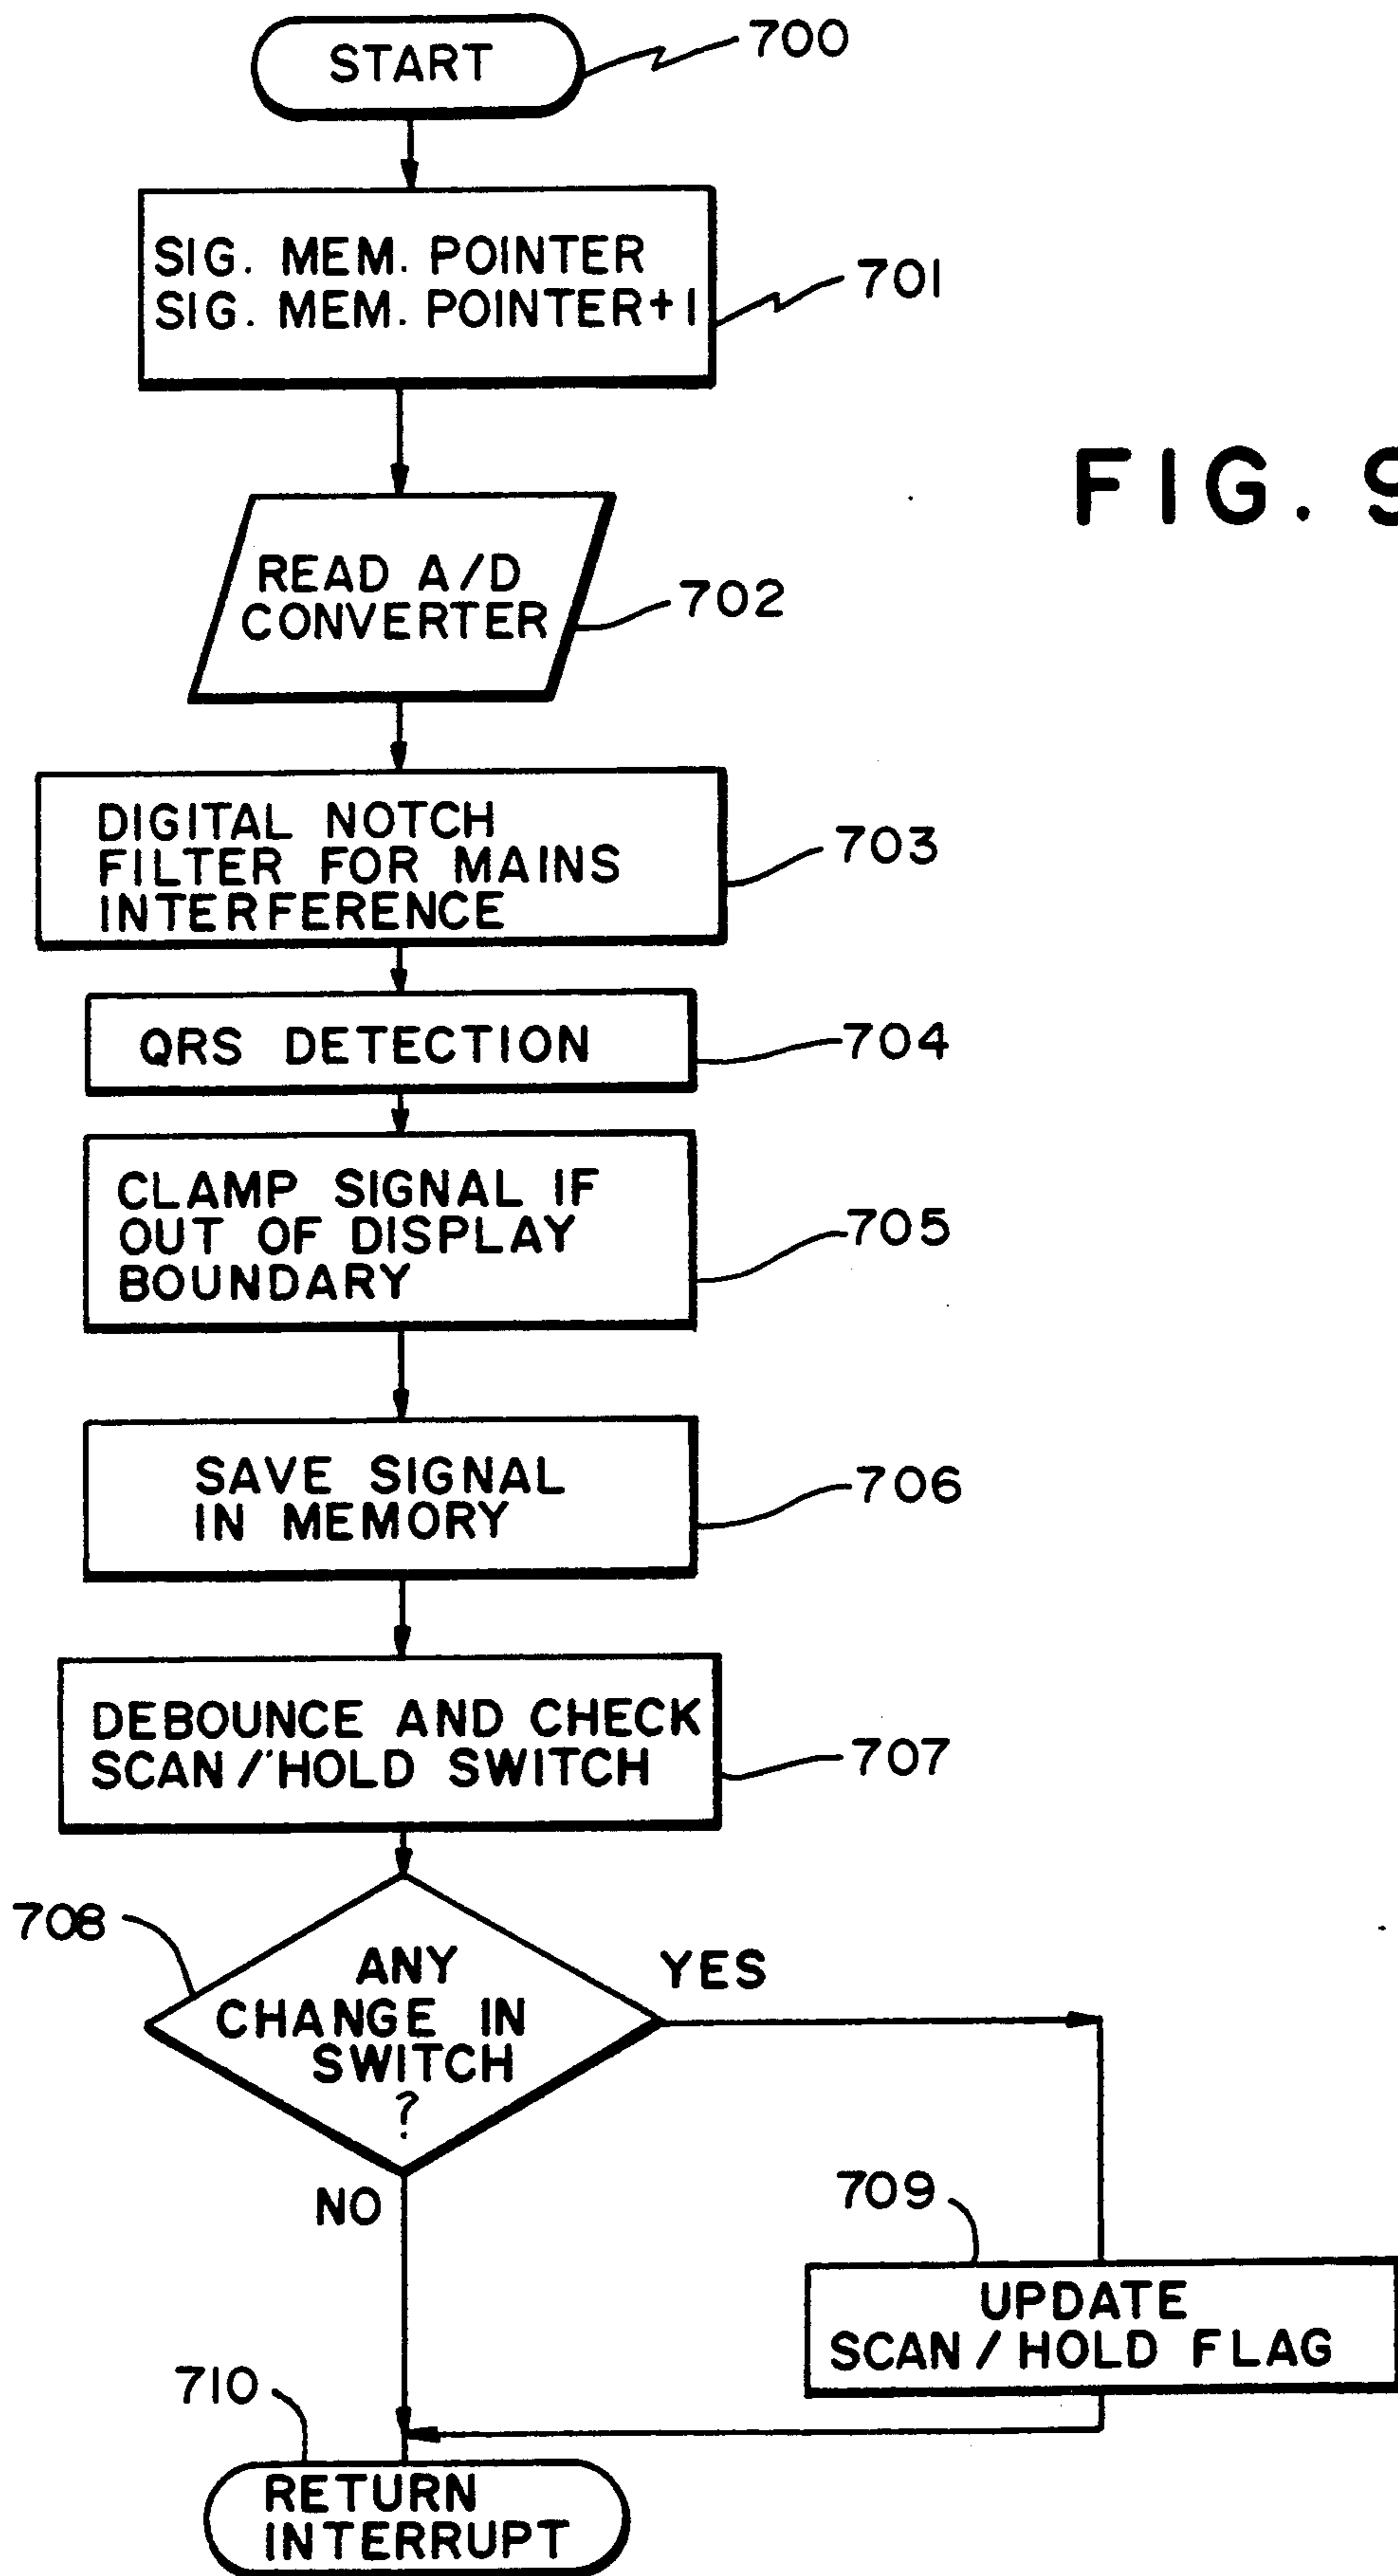 START
700
SIG. MEM. POINTER
SIG. MEM. POINTER+1
701
FIG. 9
READ A/D
CONVERTER
702
DIGITAL NOTCH
FILTER FOR MAINS
INTERFERENCE
703
QRS DETECTION
704
CLAMP SIGNAL IF
OUT OF DISPLAY
BOUNDARY
705
SAVE SIGNAL
IN MEMORY
706
DEBOUNCE AND CHECK
SCAN/HOLD SWITCH
707
708
ANY
CHANGE IN
SWITCH
?
YES
NO
709
UPDATE
SCAN/HOLD FLAG
710
RETURN
INTERRUPT